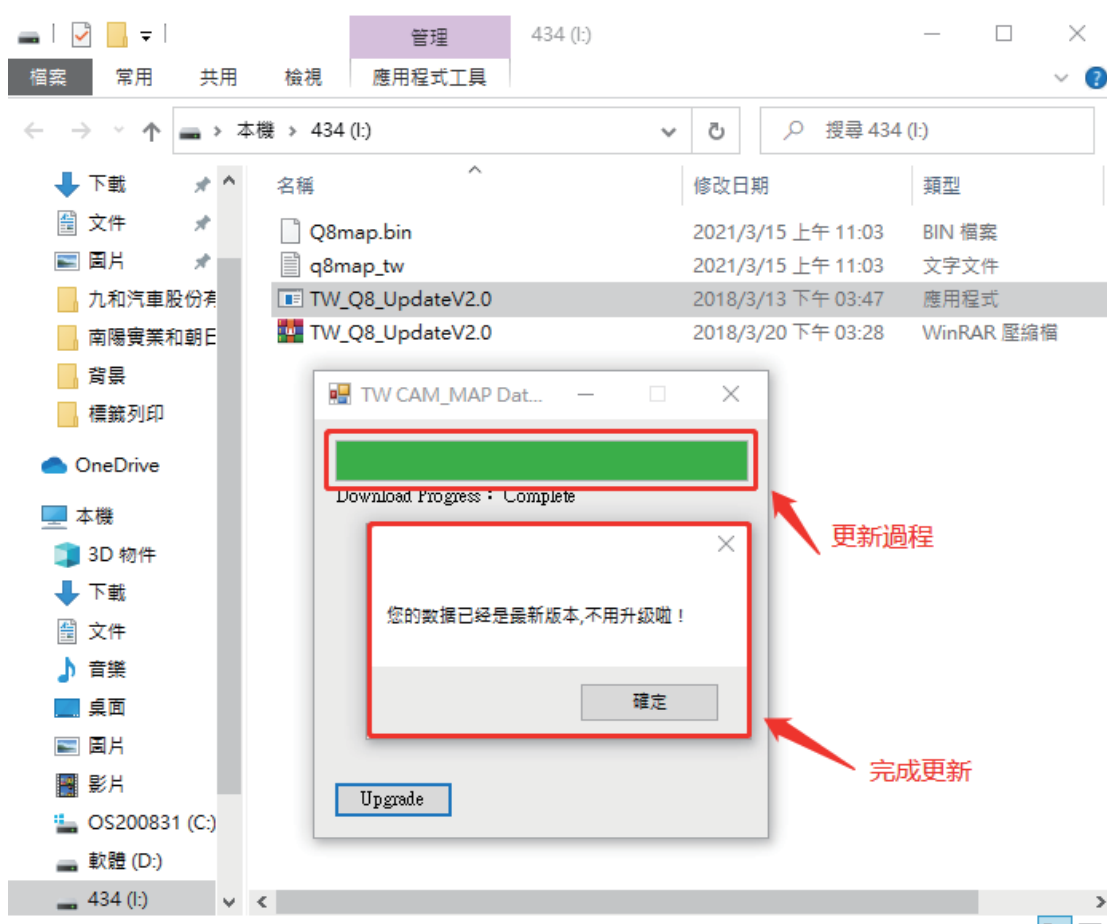 管理
434 (I:)
檔案 常用 共用 檢視 應用程式工具
本機 434 (I:)
搜尋 434 (I:)
下載
文件
圖片
九和汽車股份有
南陽實業和朝日
背景
標籤列印
OneDrive
本機
3D 物件
下載
文件
音樂
桌面
圖片
影片
OS200831 (C:)
軟體 (D:)
434 (I:)
名稱 修改日期 類型
Q8map.bin 2021/3/15 上午 11:03 BIN 檔案
q8map_tw 2021/3/15 上午 11:03 文字文件
TW_Q8_UpdateV2.0 2018/3/13 下午 03:47 應用程式
TW_Q8_UpdateV2.0 2018/3/20 下午 03:28 WinRAR 壓縮檔
TW CAM_MAP Dat...
Download Progress： Complete
更新過程
您的数据已经是最新版本,不用升级啦！
確定
完成更新
Upgrade